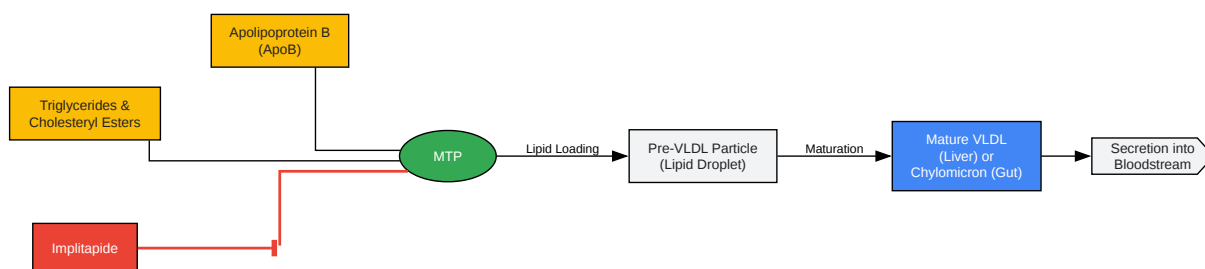 Apolipoprotein B
(ApoB)
Triglycerides &
Cholesteryl Esters
MTP
Lipid Loading
Pre-VLDL Particle
(Lipid Droplet)
Maturation
Mature VLDL
(Liver) or
Chylomicron (Gut)
Secretion into
Bloodstream
Implitapide